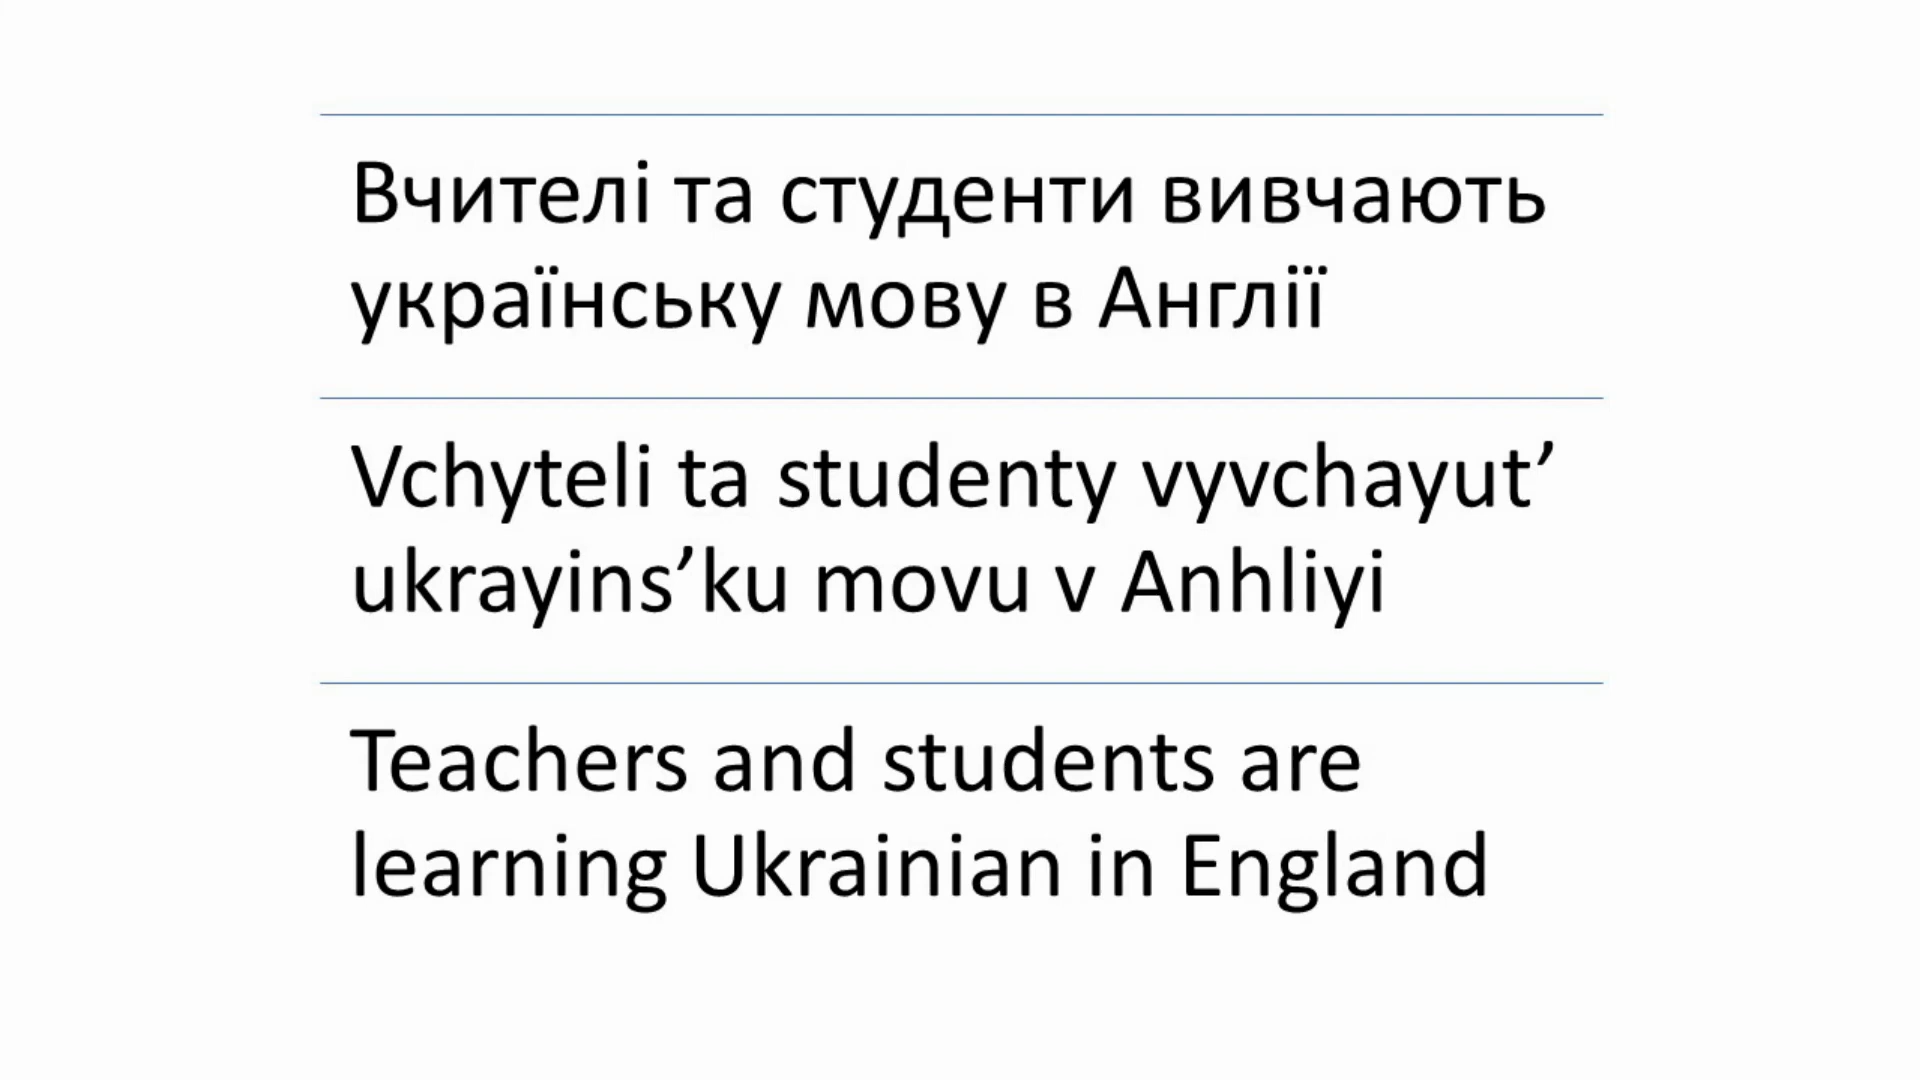 Вчителі та студенти вивчають
українську мову в Англії
Vchyteli ta studenty vyvchayut’
ukrayins’ku movu v Anhliyi
Teachers and students are
learning Ukrainian in England